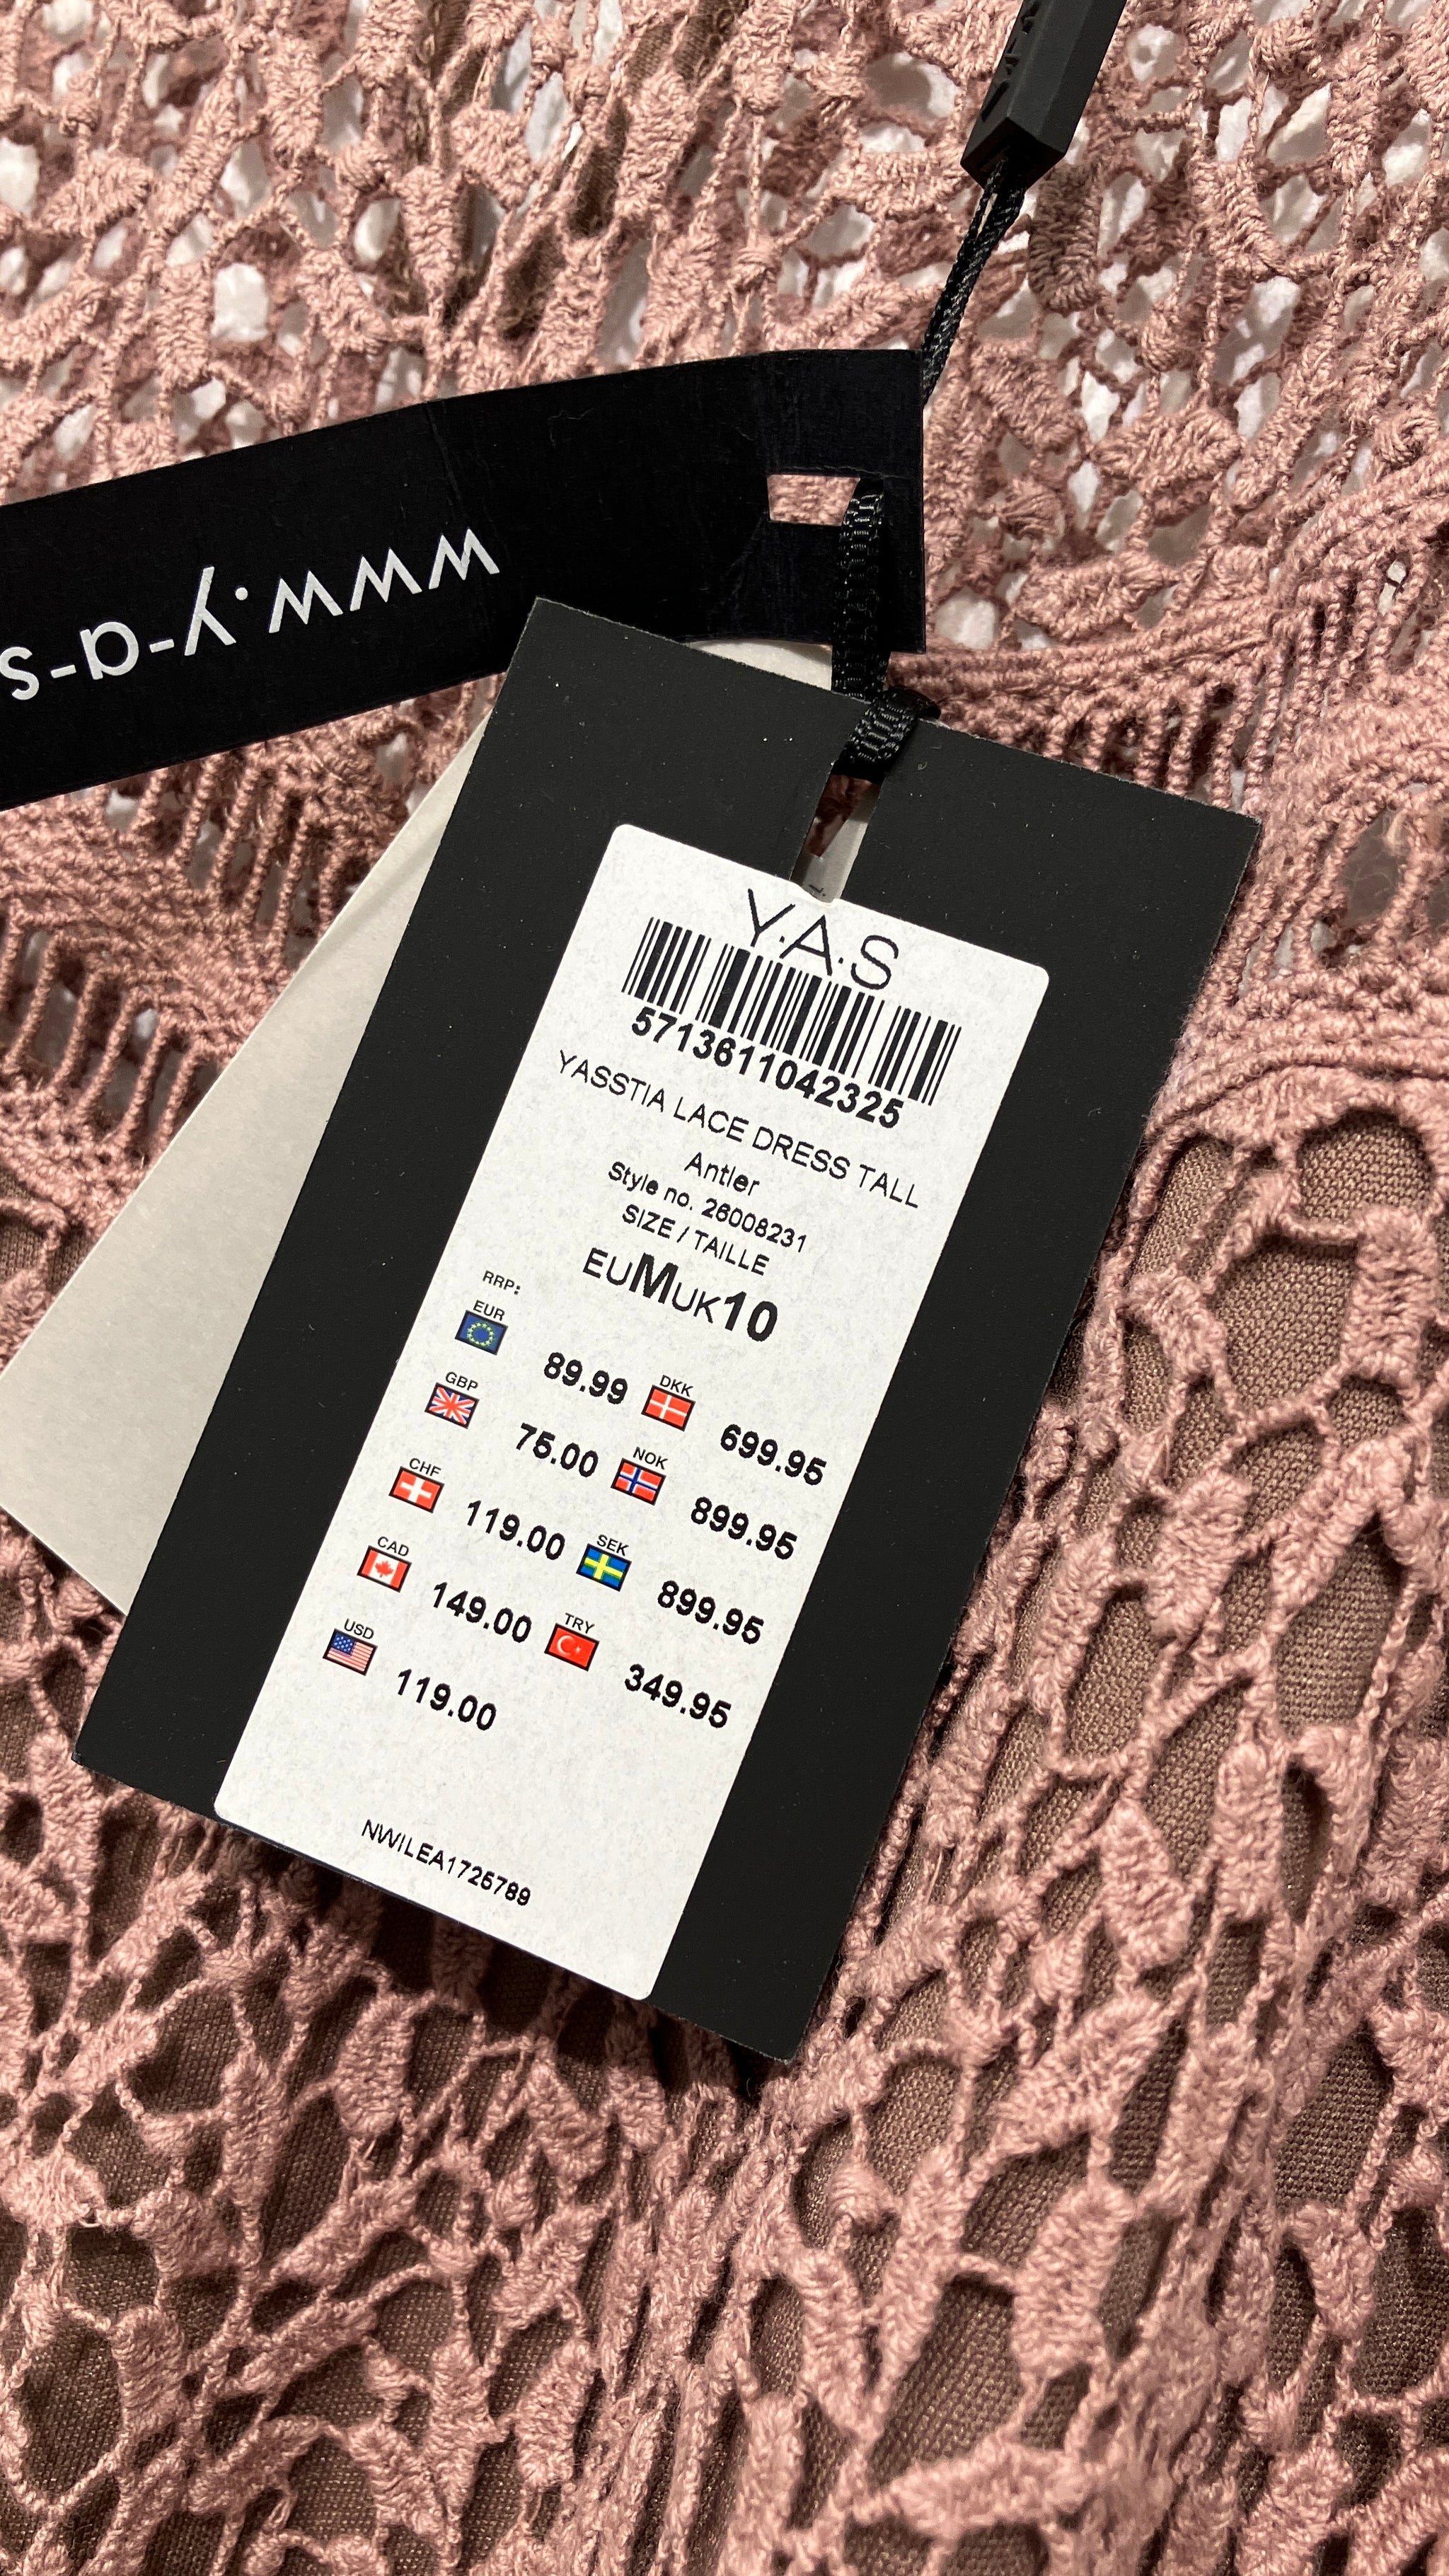 www.y-a-s
Y.A.S
5713611042325
YASSTIA LACE DRESS TALL
Antler
Style no. 26008231
SIZE / TAILLE
EUMUK10
RRP:
EUR 89.99 DKK 699.95
GBP 75.00 NOK 899.95
CHF 119.00 SEK 899.95
CAD 149.00 TRY 349.95
USD 119.00
NWILEA1725789